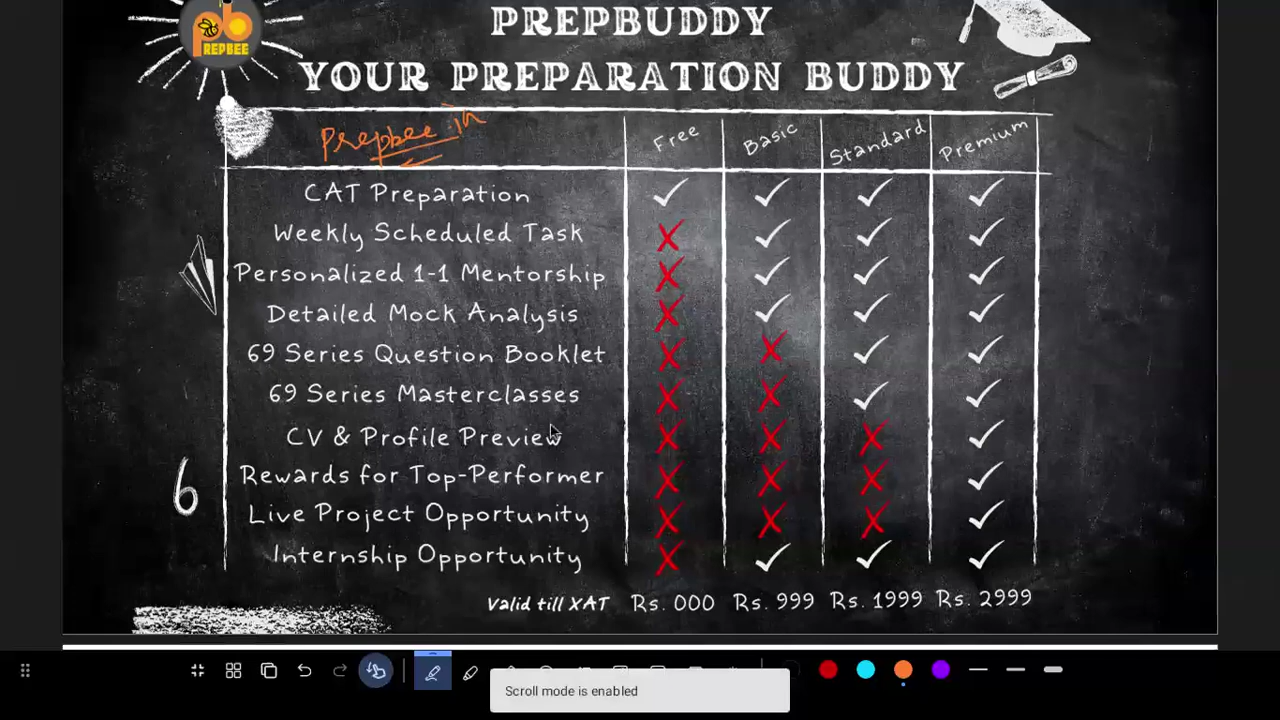 PREPBUDDY
PREPBEE
YOUR PREPARATION BUDDY
Prepbee.in
Free Basic Standard Premium
CAT Preparation
Weekly Scheduled Task
Personalized 1-1 Mentorship
Detailed Mock Analysis
69 Series Question Booklet
69 Series Masterclasses
CV & Profile Preview
Rewards for Top-Performer
6
Live Project Opportunity
Internship Opportunity
Valid till XAT Rs. 000 Rs. 999 Rs. 1999 Rs. 2999
Scroll mode is enabled